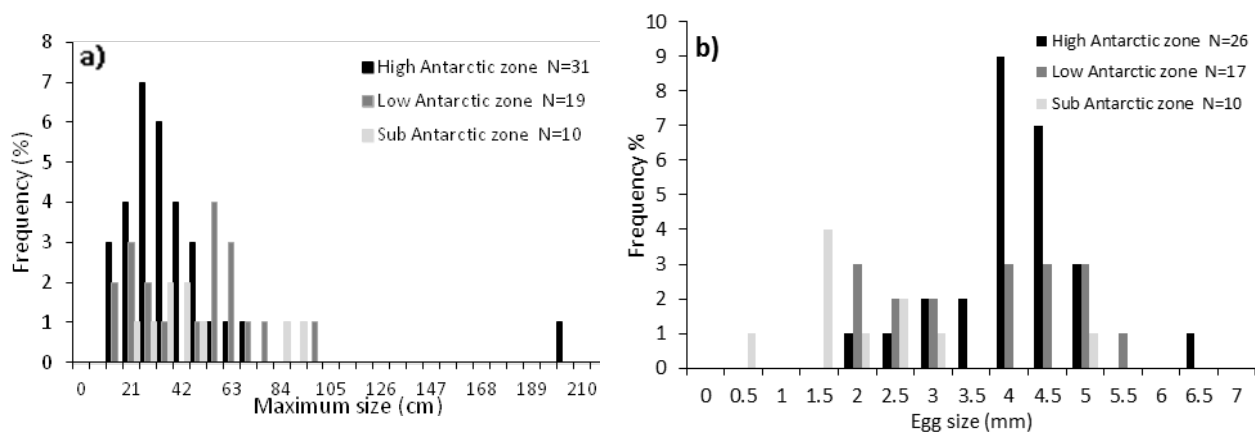 a)
Frequency (%)
8
7
6
5
4
3
2
1
0
High Antarctic zone N=31
Low Antarctic zone N=19
Sub Antarctic zone N=10
0 21 42 63 84 105 126 147 168 189 210
Maximum size (cm)
b)
Frequency %
10
9
8
7
6
5
4
3
2
1
0
High Antarctic zone N=26
Low Antarctic zone N=17
Sub Antarctic zone N=10
0 0.5 1 1.5 2 2.5 3 3.5 4 4.5 5 5.5 6 6.5 7
Egg size (mm)